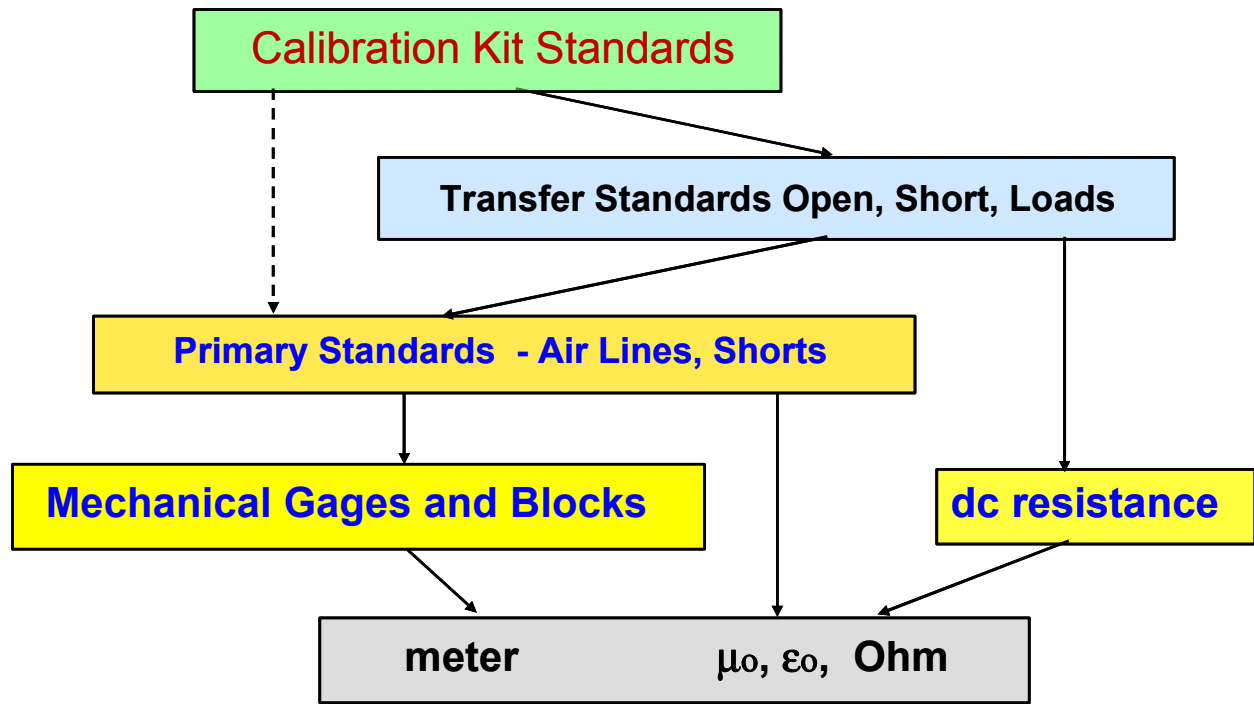 Calibration Kit Standards
Transfer Standards Open, Short, Loads
Primary Standards - Air Lines, Shorts
Mechanical Gages and Blocks
dc resistance
meter μo, εo, Ohm